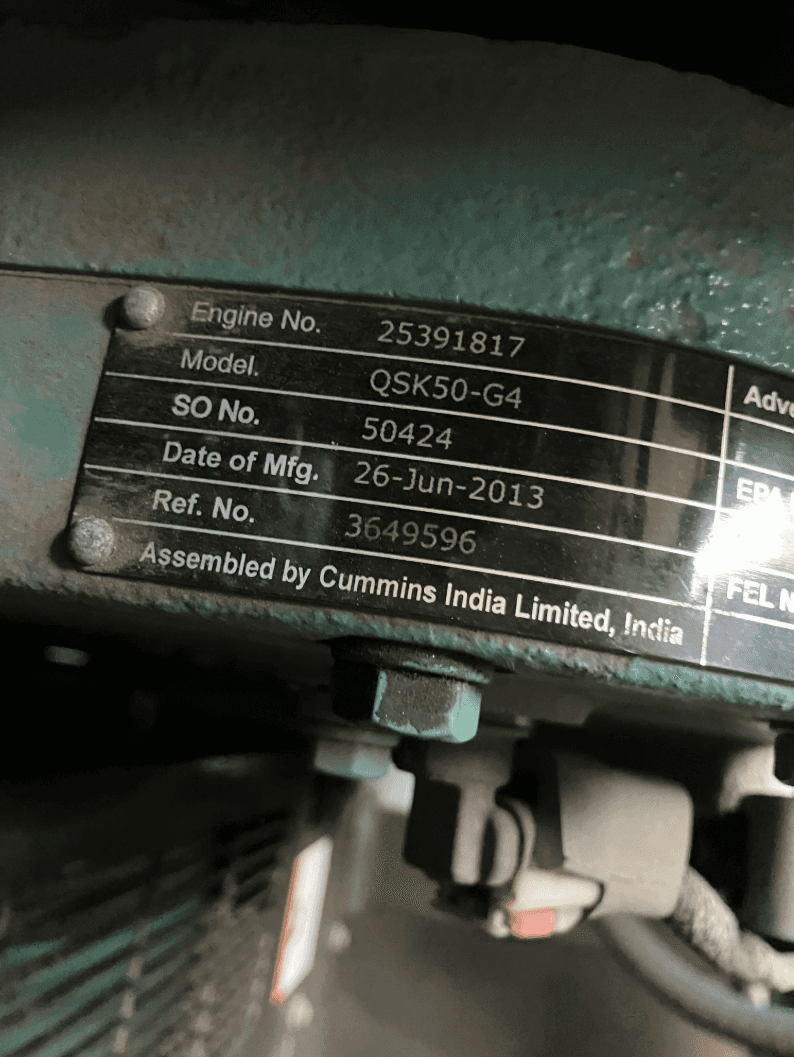 Engine No. 25391817
Model. QSK50-G4
SO No. 50424
Date of Mfg. 26-Jun-2013
Ref. No. 3649596
Assembled by Cummins India Limited, India
EPA
FEL